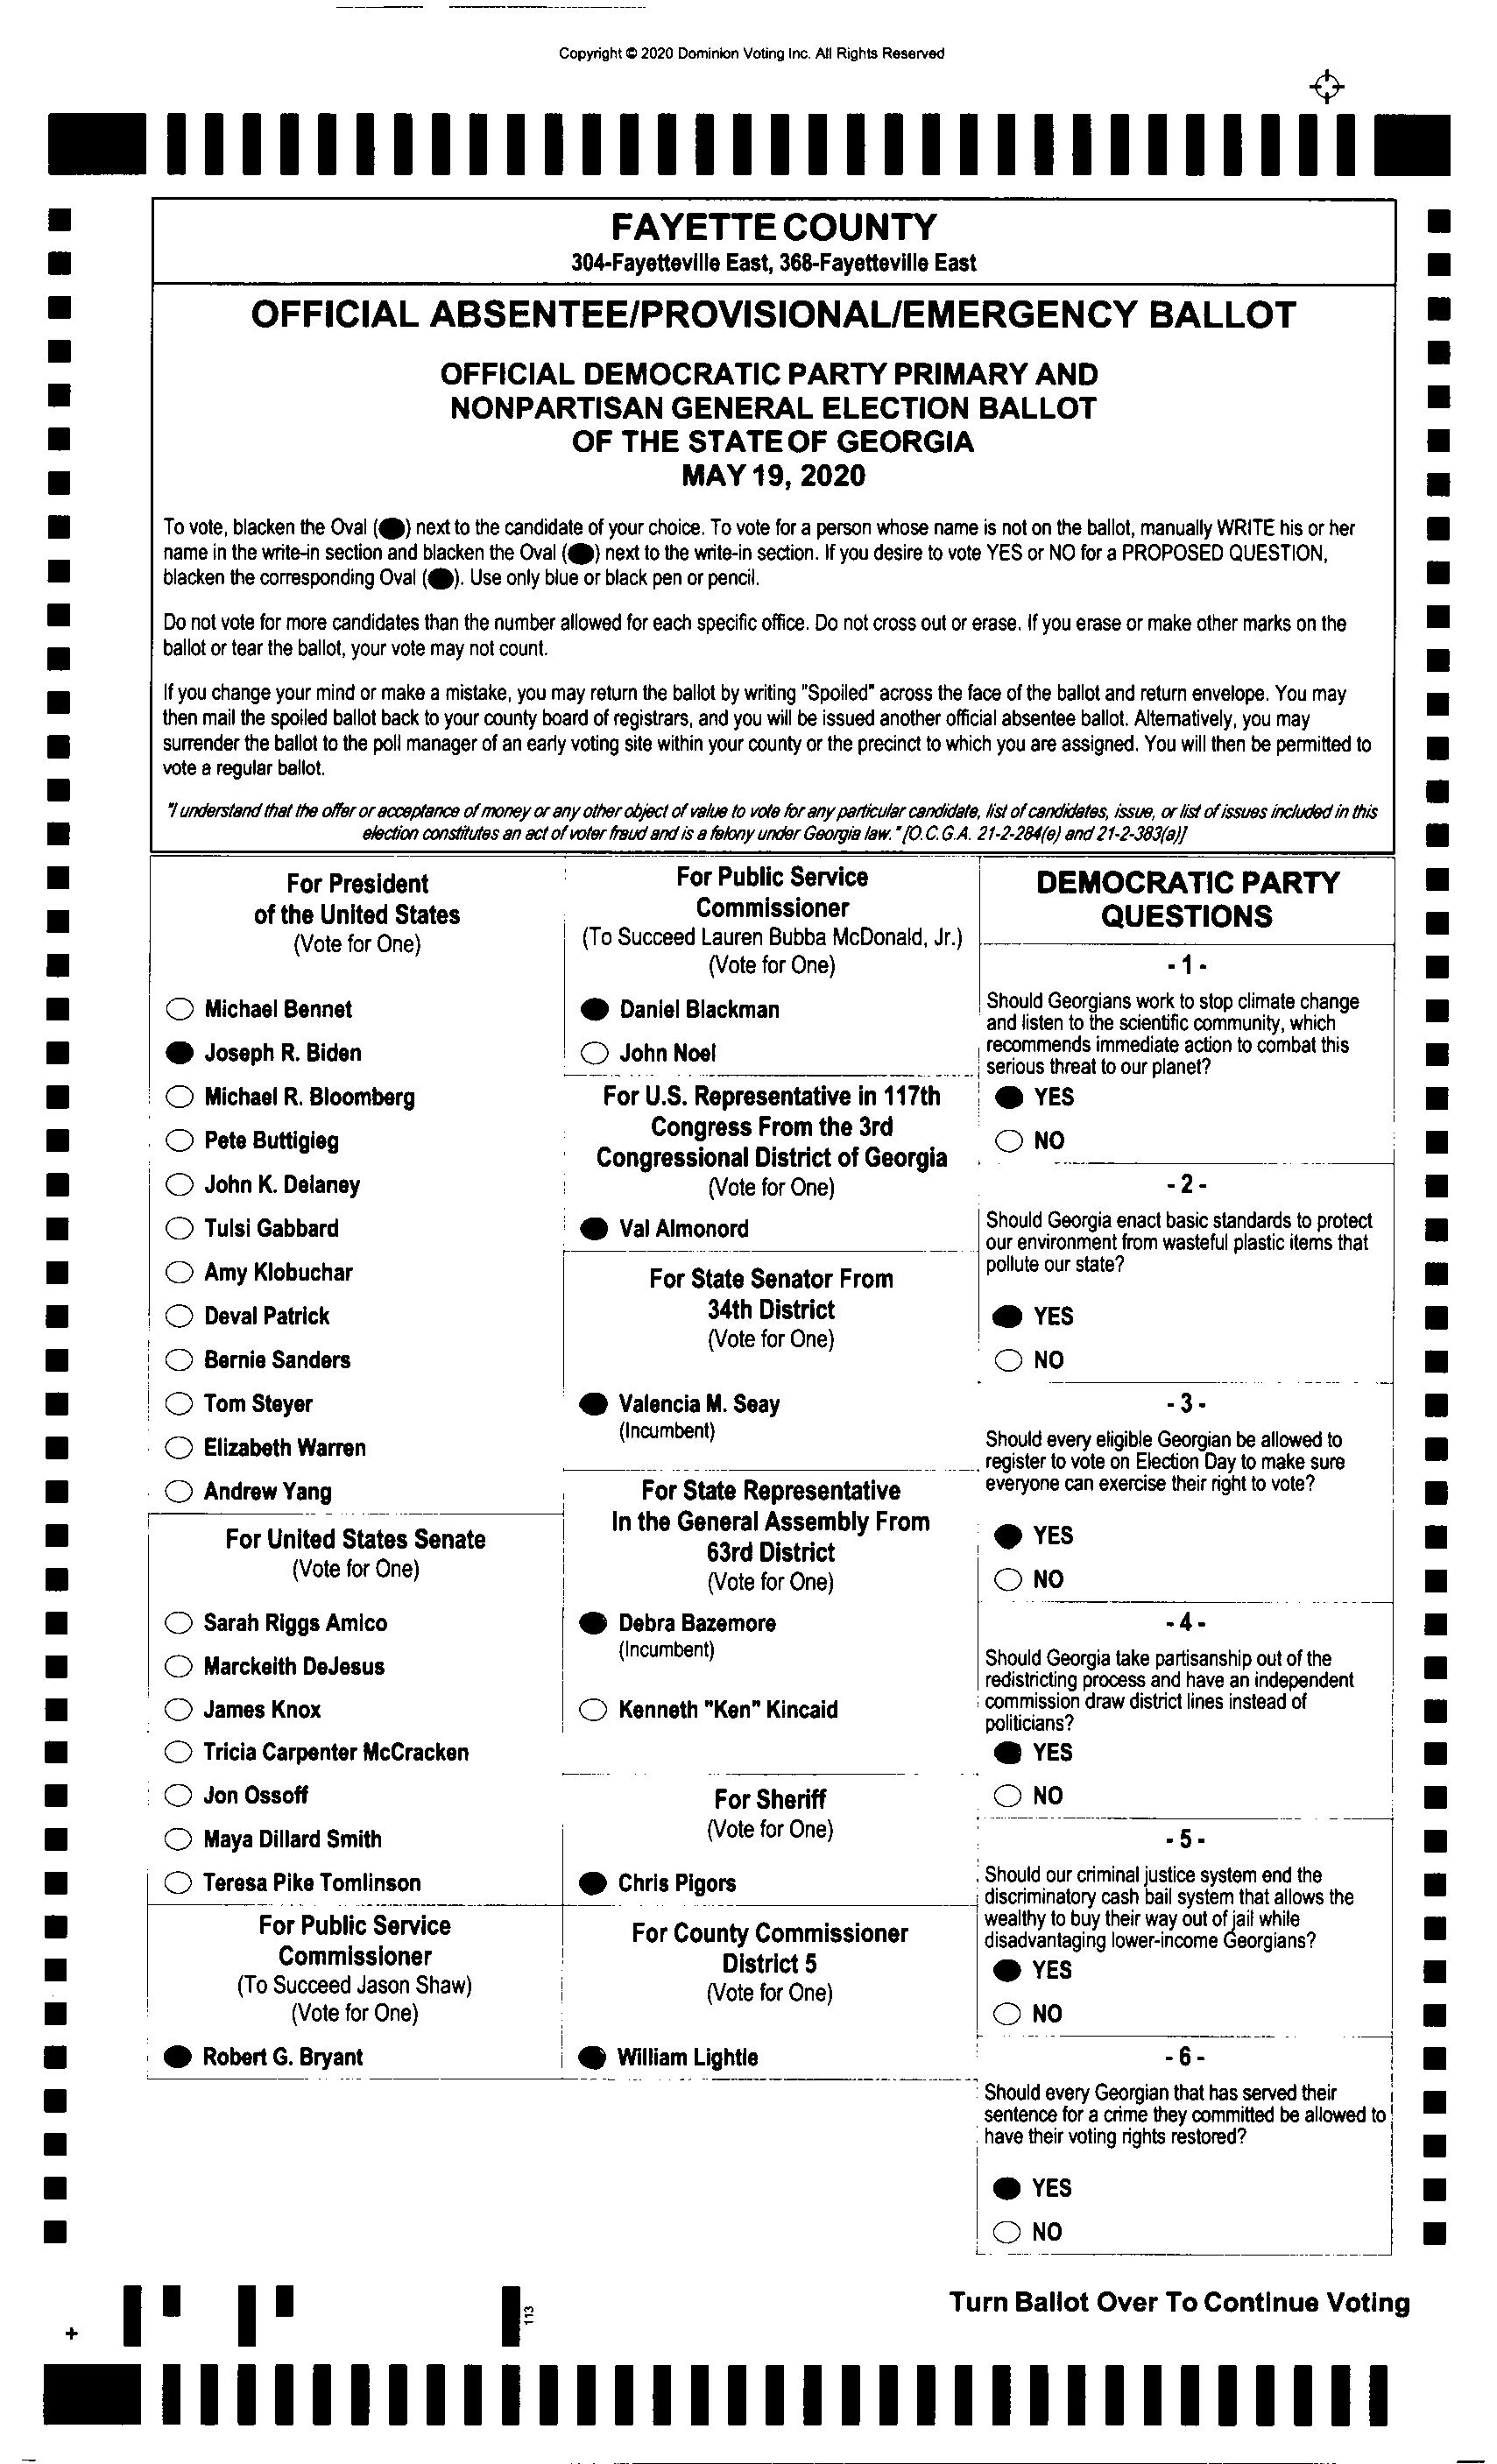 Copyright © 2020 Dominion Voting Inc. All Rights Reserved
FAYETTE COUNTY
304-Fayetteville East, 368-Fayetteville East
OFFICIAL ABSENTEE/PROVISIONAL/EMERGENCY BALLOT
OFFICIAL DEMOCRATIC PARTY PRIMARY AND
NONPARTISAN GENERAL ELECTION BALLOT
OF THE STATE OF GEORGIA
MAY 19, 2020
To vote, blacken the Oval () next to the candidate of your choice. To vote for a person whose name is not on the ballot, manually WRITE his or her
name in the write-in section and blacken the Oval () next to the write-in section. If you desire to vote YES or NO for a PROPOSED QUESTION,
blacken the corresponding Oval (). Use only blue or black pen or pencil.
Do not vote for more candidates than the number allowed for each specific office. Do not cross out or erase. If you erase or make other marks on the
ballot or tear the ballot, your vote may not count.
If you change your mind or make a mistake, you may return the ballot by writing "Spoiled" across the face of the ballot and return envelope. You may
then mail the spoiled ballot back to your county board of registrars, and you will be issued another official absentee ballot. Alternatively, you may
surrender the ballot to the poll manager of an early voting site within your county or the precinct to which you are assigned. You will then be permitted to
vote a regular ballot.
"I understand that the offer or acceptance of money or any other object of value to vote for any particular candidate, list of candidates, issue, or list of issues included in this
election constitutes an act of voter fraud and is a felony under Georgia law." [O.C.G.A. 21-2-284(e) and 21-2-383(a)]
For President
of the United States
(Vote for One)
Michael Bennet
Joseph R. Biden
Michael R. Bloomberg
Pete Buttigieg
John K. Delaney
Tulsi Gabbard
Amy Klobuchar
Deval Patrick
Bernie Sanders
Tom Steyer
Elizabeth Warren
Andrew Yang
For United States Senate
(Vote for One)
Sarah Riggs Amico
Marckeith DeJesus
James Knox
Tricia Carpenter McCracken
Jon Ossoff
Maya Dillard Smith
Teresa Pike Tomlinson
For Public Service
Commissioner
(To Succeed Jason Shaw)
(Vote for One)
Robert G. Bryant
For Public Service
Commissioner
(To Succeed Lauren Bubba McDonald, Jr.)
(Vote for One)
Daniel Blackman
John Noel
For U.S. Representative in 117th
Congress From the 3rd
Congressional District of Georgia
(Vote for One)
Val Almonord
For State Senator From
34th District
(Vote for One)
Valencia M. Seay
(Incumbent)
For State Representative
In the General Assembly From
63rd District
(Vote for One)
Debra Bazemore
(Incumbent)
Kenneth "Ken" Kincaid
For Sheriff
(Vote for One)
Chris Pigors
For County Commissioner
District 5
(Vote for One)
William Lightle
DEMOCRATIC PARTY
QUESTIONS
- 1 -
Should Georgians work to stop climate change
and listen to the scientific community, which
recommends immediate action to combat this
serious threat to our planet?
YES
NO
- 2 -
Should Georgia enact basic standards to protect
our environment from wasteful plastic items that
pollute our state?
YES
NO
- 3 -
Should every eligible Georgian be allowed to
register to vote on Election Day to make sure
everyone can exercise their right to vote?
YES
NO
- 4 -
Should Georgia take partisanship out of the
redistricting process and have an independent
commission draw district lines instead of
politicians?
YES
NO
- 5 -
Should our criminal justice system end the
discriminatory cash bail system that allows the
wealthy to buy their way out of jail while
disadvantaging lower-income Georgians?
YES
NO
- 6 -
Should every Georgian that has served their
sentence for a crime they committed be allowed to
have their voting rights restored?
YES
NO
Turn Ballot Over To Continue Voting
113